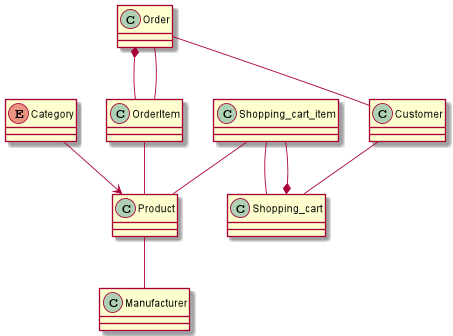 C Order
E Category
C OrderItem
C Shopping_cart_item
C Customer
C Product
C Shopping_cart
C Manufacturer